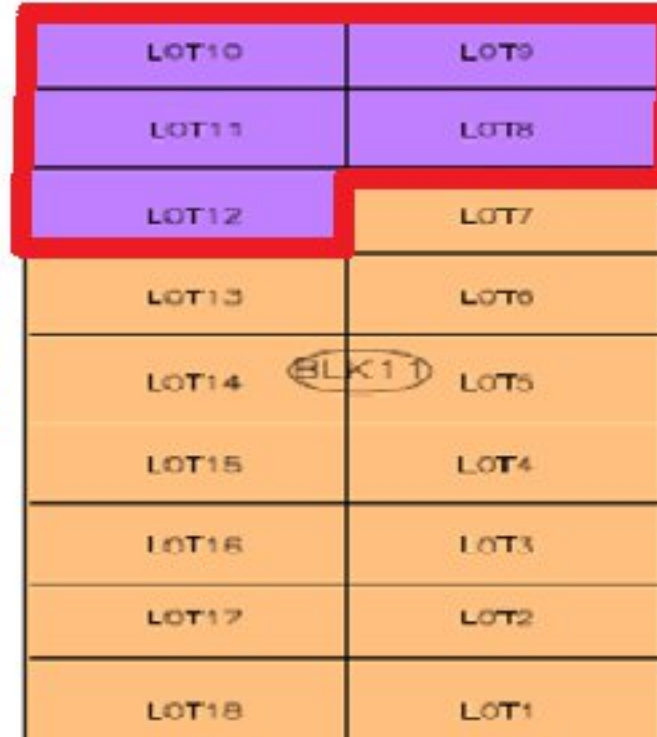 LOT10 LOT9
LOT11 LOT8
LOT12 LOT7
LOT13 LOT6
BLK11
LOT14 LOT5
LOT15 LOT4
LOT16 LOT3
LOT17 LOT2
LOT18 LOT1